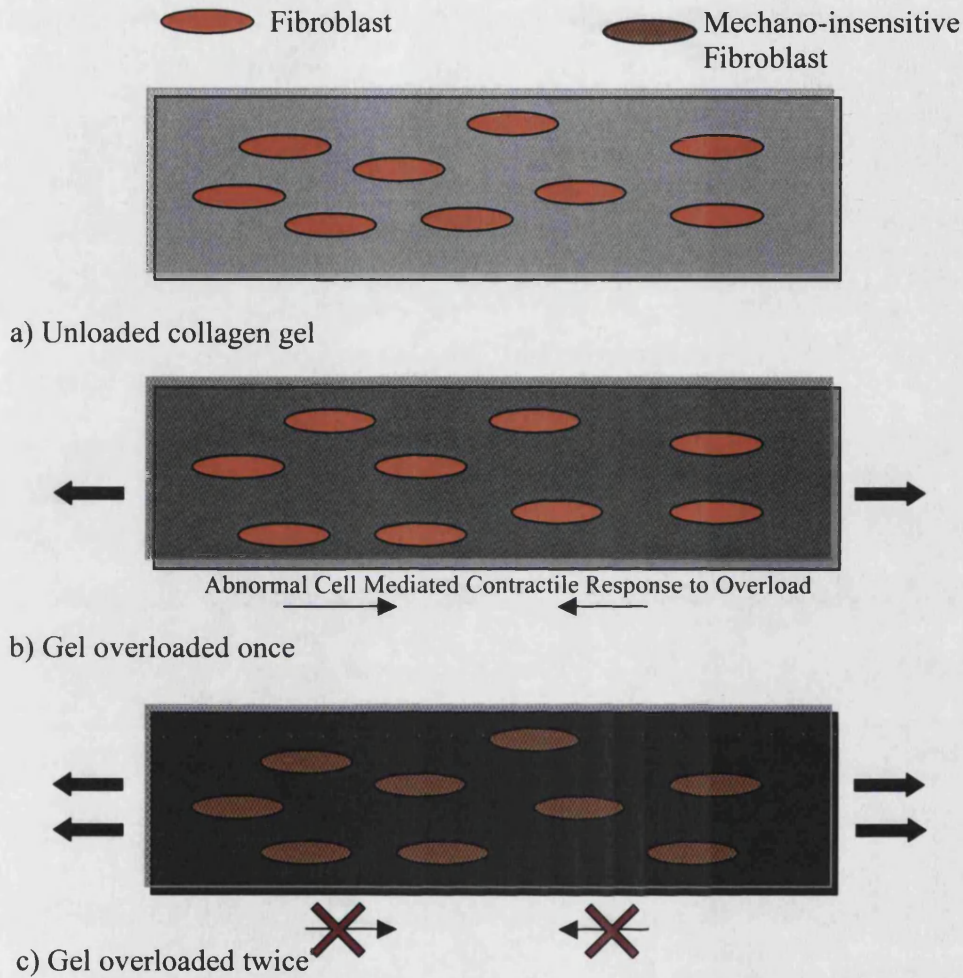 Fibroblast
Mechano-insensitive
Fibroblast
a) Unloaded collagen gel
Abnormal Cell Mediated Contractile Response to Overload
b) Gel overloaded once
c) Gel overloaded twice